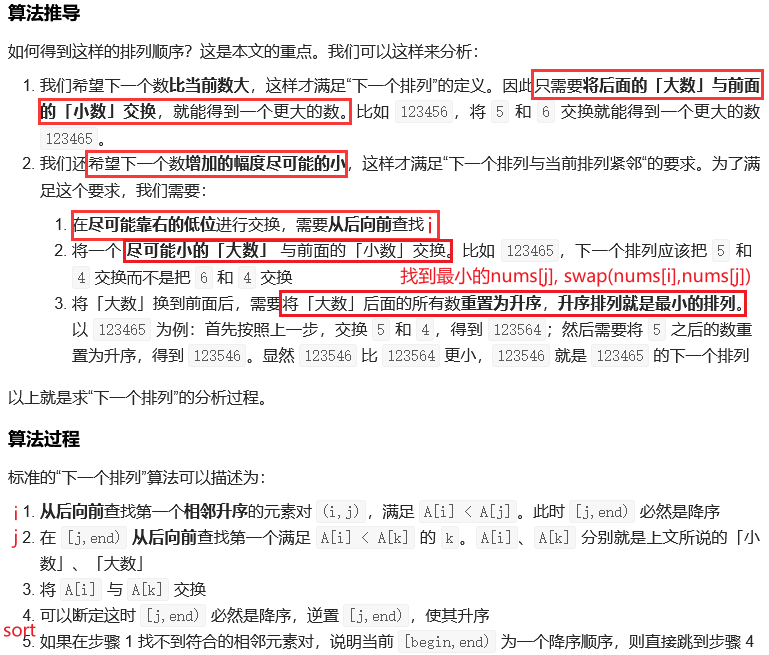 算法推导
如何得到这样的排列顺序？这是本文的重点。我们可以这样来分析：
1. 我们希望下一个数比当前数大，这样才满足“下一个排列”的定义。因此只需要将后面的「大数」与前面
的「小数」交换，就能得到一个更大的数。比如 123456，将 5 和 6 交换就能得到一个更大的数
123465。
2. 我们还希望下一个数增加的幅度尽可能的小，这样才满足“下一个排列与当前排列紧邻“的要求。为了满
足这个要求，我们需要：
1. 在尽可能靠右的低位进行交换，需要从后向前查找 i
2. 将一个 尽可能小的「大数」 与前面的「小数」交换。比如 123465，下一个排列应该把 5 和
4 交换而不是把 6 和 4 交换 找到最小的nums[j], swap(nums[i],nums[j])
3. 将「大数」换到前面后，需要将「大数」后面的所有数重置为升序，升序排列就是最小的排列。
以 123465 为例：首先按照上一步，交换 5 和 4，得到 123564；然后需要将 5 之后的数重
置为升序，得到 123546。显然 123546 比 123564 更小，123546 就是 123465 的下一个排列
以上就是求“下一个排列”的分析过程。
算法过程
标准的“下一个排列”算法可以描述为：
i 1. 从后向前查找第一个相邻升序的元素对 (i,j)，满足 A[i] < A[j]。此时 [j,end) 必然是降序
j 2. 在 [j,end) 从后向前查找第一个满足 A[i] < A[k] 的 k。A[i]、A[k] 分别就是上文所说的「小
数」、「大数」
3. 将 A[i] 与 A[k] 交换
4. 可以断定这时 [j,end) 必然是降序，逆置 [j,end)，使其升序
sort
5. 如果在步骤 1 找不到符合的相邻元素对，说明当前 [begin,end) 为一个降序顺序，则直接跳到步骤 4